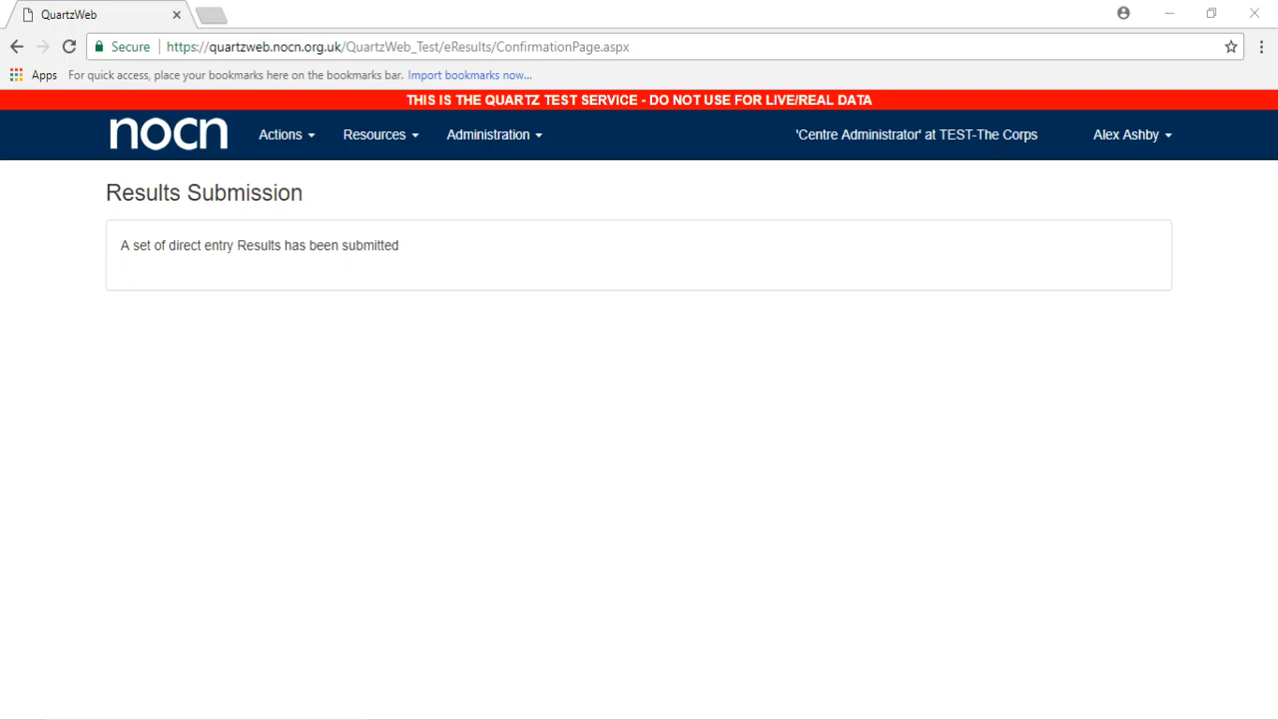 QuartzWeb
Secure https://quartzweb.nocn.org.uk/QuartzWeb_Test/eResults/ConfirmationPage.aspx
Apps For quick access, place your bookmarks here on the bookmarks bar. Import bookmarks now...
THIS IS THE QUARTZ TEST SERVICE - DO NOT USE FOR LIVE/REAL DATA
nocn Actions Resources Administration 'Centre Administrator' at TEST-The Corps Alex Ashby
Results Submission
A set of direct entry Results has been submitted